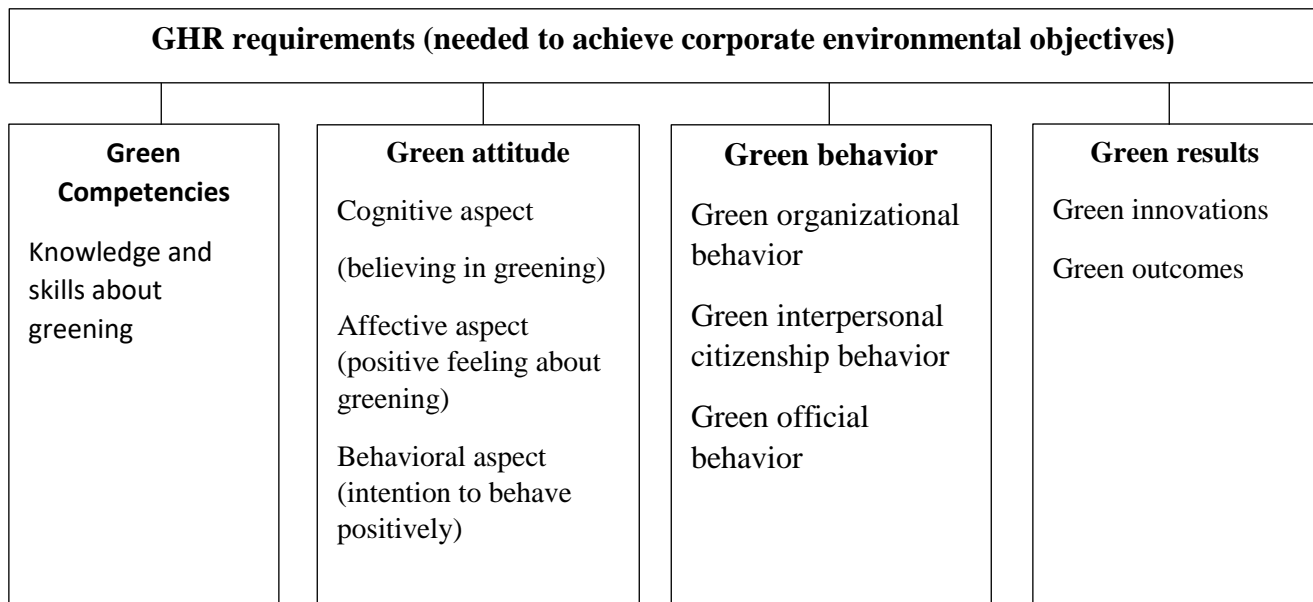 GHR requirements (needed to achieve corporate environmental objectives)
Green
Competencies
Knowledge and
skills about
greening
Green attitude
Cognitive aspect
(believing in greening)
Affective aspect
(positive feeling about
greening)
Behavioral aspect
(intention to behave
positively)
Green behavior
Green organizational
behavior
Green interpersonal
citizenship behavior
Green official
behavior
Green results
Green innovations
Green outcomes